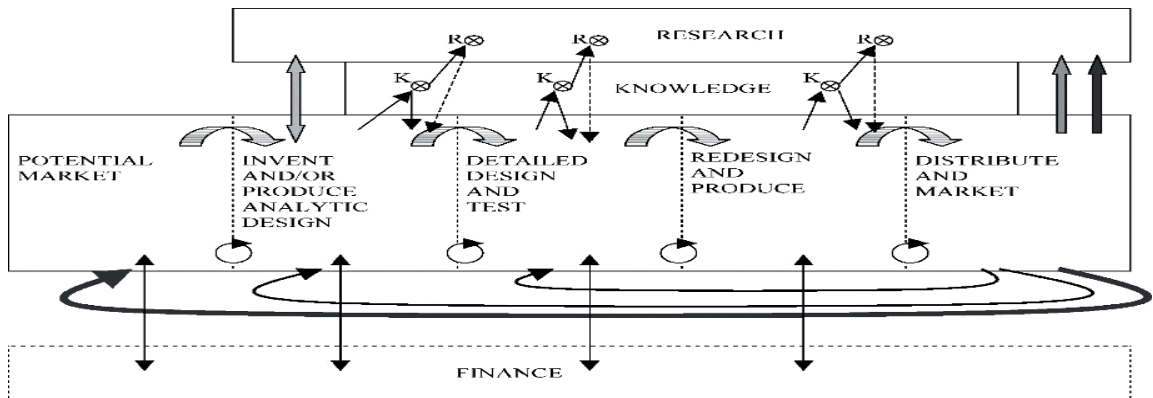 R R RESEARCH R
K K KNOWLEDGE K
POTENTIAL
MARKET
INVENT
AND/OR
PRODUCE
ANALYTIC
DESIGN
DETAILED
DESIGN
AND
TEST
REDESIGN
AND
PRODUCE
DISTRIBUTE
AND
MARKET
FINANCE